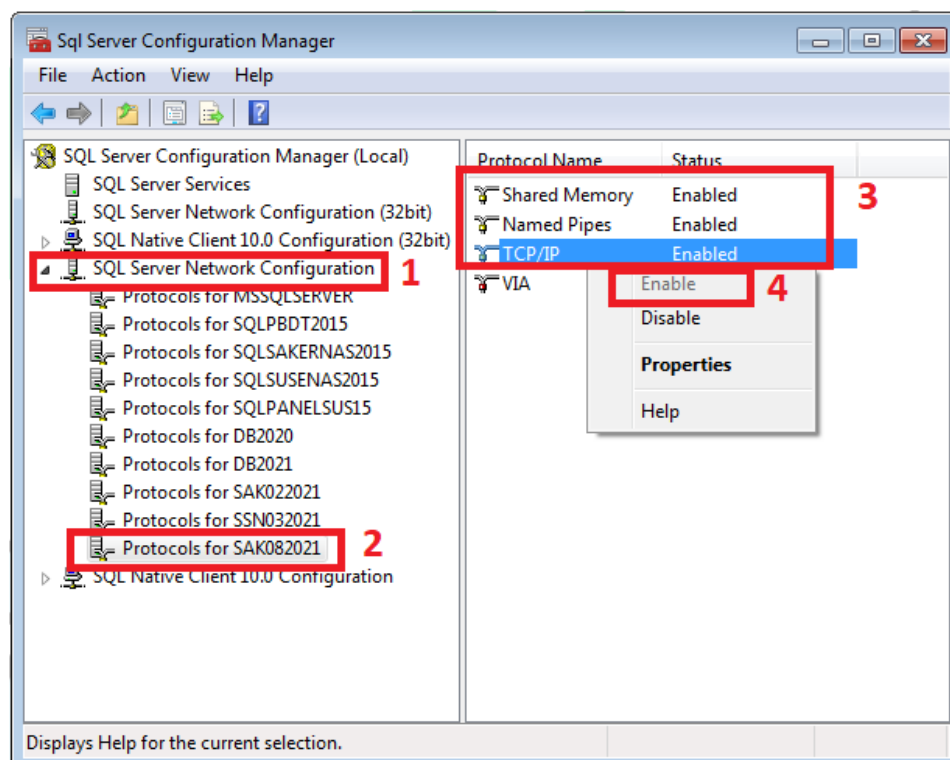 Sql Server Configuration Manager
File Action View Help
SQL Server Configuration Manager (Local)
SQL Server Services
SQL Server Network Configuration (32bit)
SQL Native Client 10.0 Configuration (32bit)
SQL Server Network Configuration 1
Protocols for MSSQLSERVER
Protocols for SQLPBDT2015
Protocols for SQLSAKERNAS2015
Protocols for SQLSUSENAS2015
Protocols for SQLPANELSUS15
Protocols for DB2020
Protocols for DB2021
Protocols for SAK022021
Protocols for SSN032021
Protocols for SAK082021 2
SQL Native Client 10.0 Configuration
Protocol Name Status
Shared Memory Enabled 3
Named Pipes Enabled
TCP/IP Enabled
VIA
Enable 4
Disable
Properties
Help
Displays Help for the current selection.